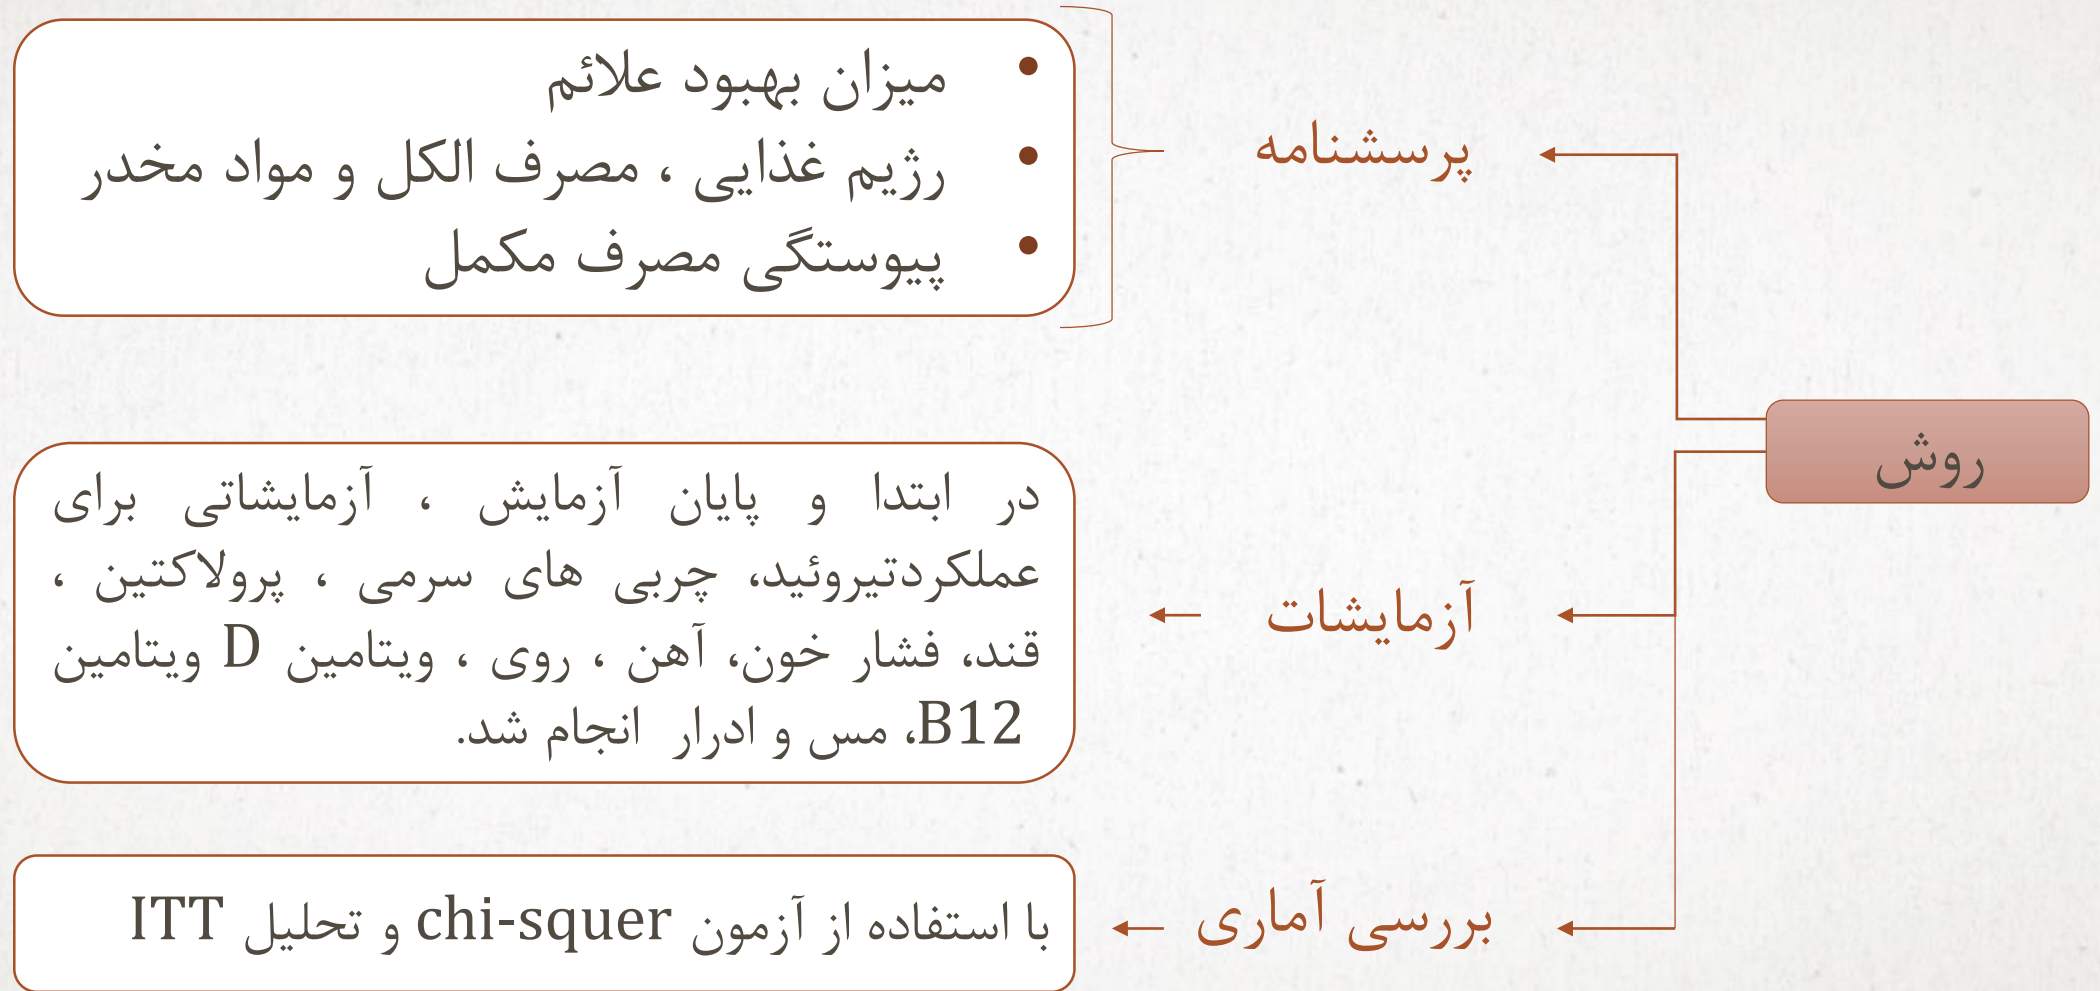 روش
پرسشنامه
• میزان بهبود علائم
• رژیم غذایی ، مصرف الکل و مواد مخدر
• پیوستگی مصرف مکمل
آزمایشات
در ابتدا و پایان آزمایش ، آزمایشاتی برای
عملکردتیروئید، چربی های سرمی ، پرولاکتین ،
قند، فشار خون، آهن ، روی ، ویتامین D ویتامین
B12، مس و ادرار انجام شد.
بررسی آماری
با استفاده از آزمون chi-squer و تحلیل ITT